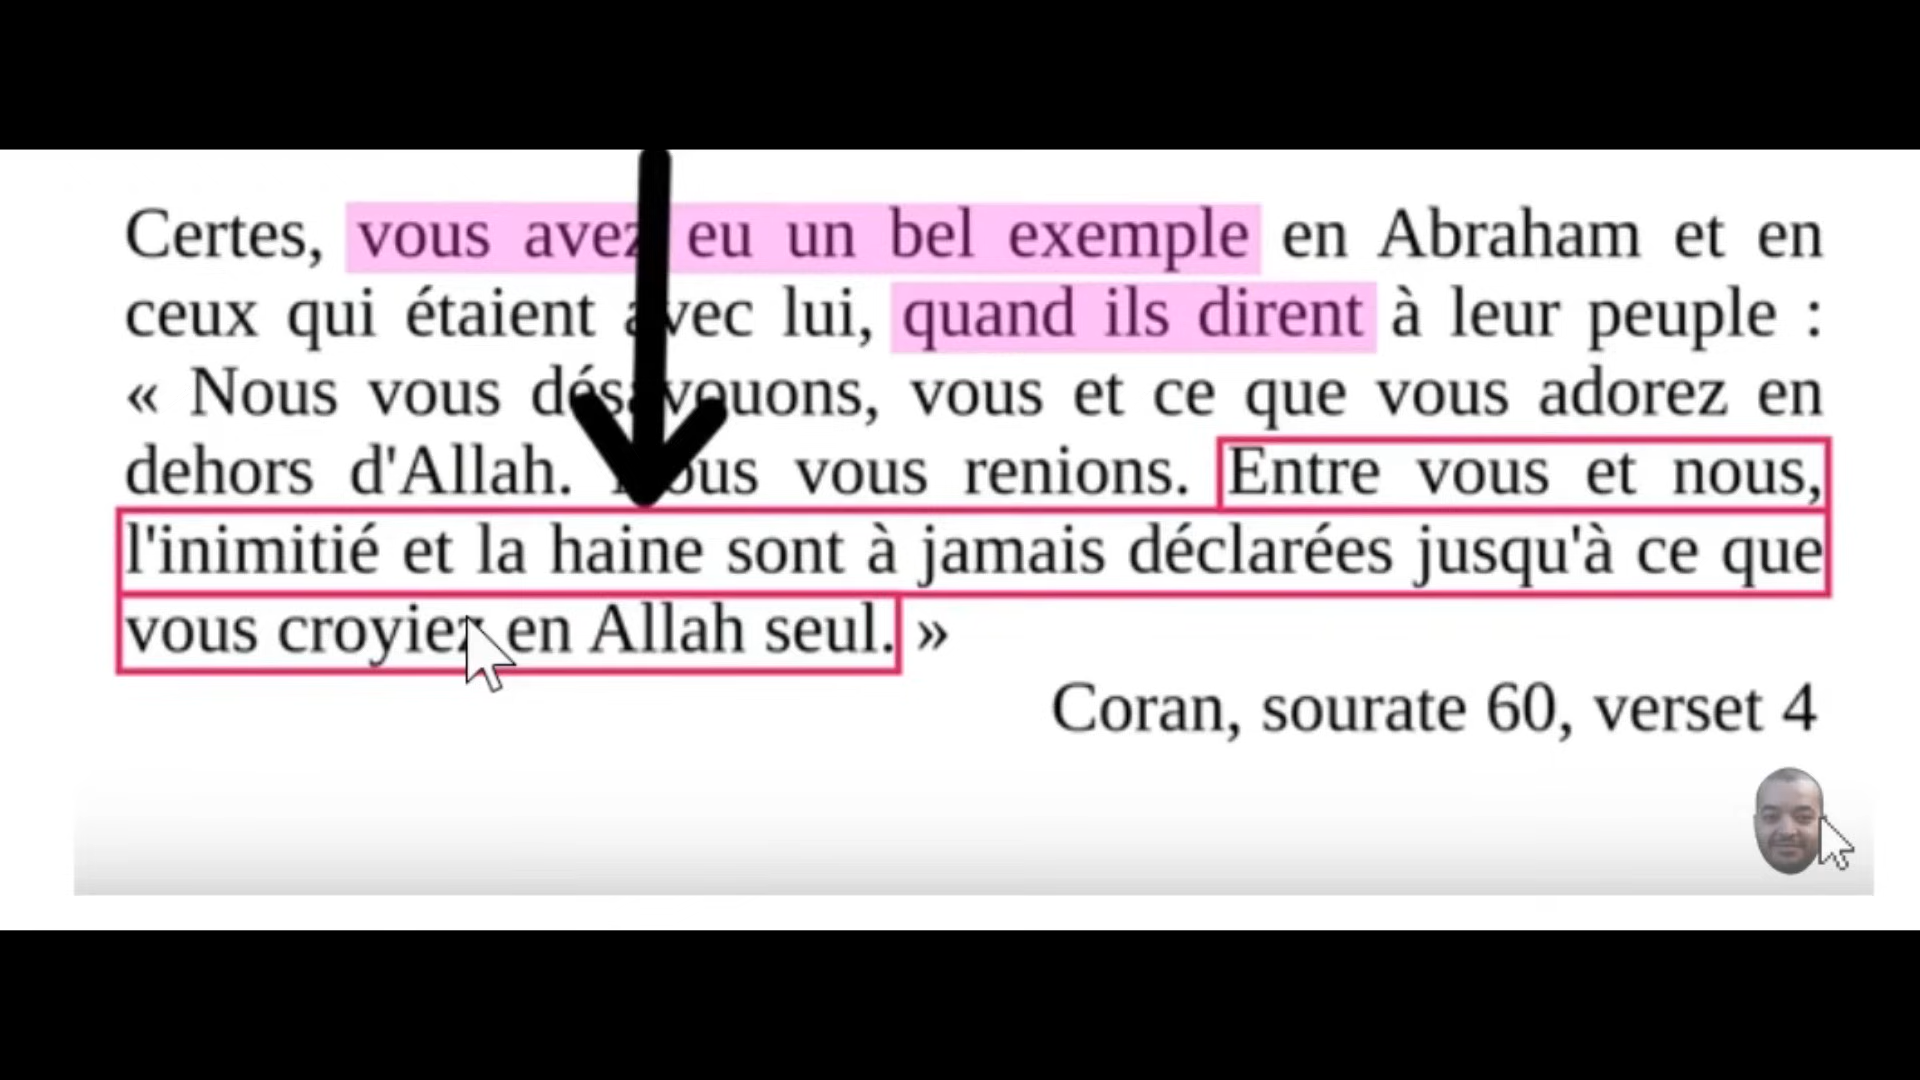 Certes, vous avez eu un bel exemple en Abraham et en
ceux qui étaient avec lui, quand ils dirent à leur peuple :
« Nous vous désavouons, vous et ce que vous adorez en
dehors d'Allah. Nous vous renions. Entre vous et nous,
l'inimitié et la haine sont à jamais déclarées jusqu'à ce que
vous croyiez en Allah seul. »
Coran, sourate 60, verset 4